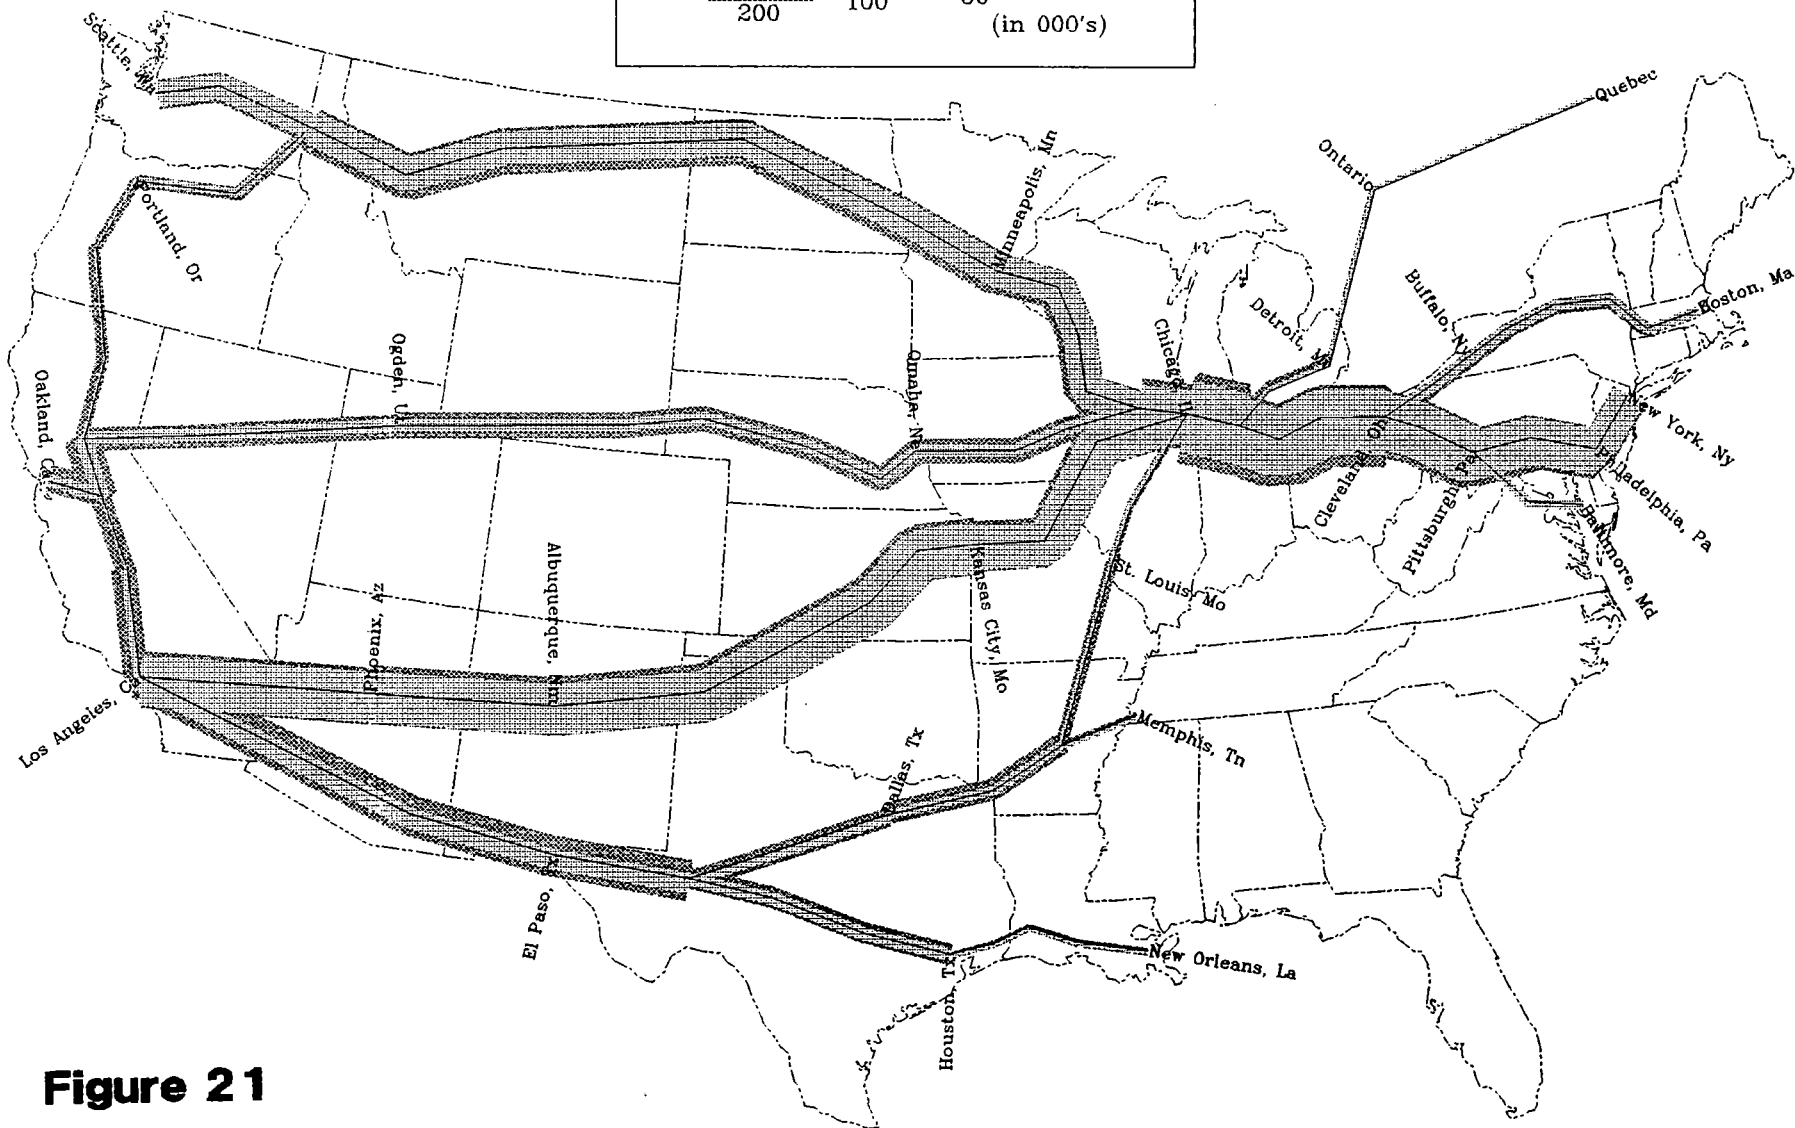 200 100
(in 000's)
Seattle, Wa
Quebec
Ontario
Minneapolis, Mn
Portland, Or
Buffalo, Ny
Boston, Ma
Detroit,
Chicago
Ogden, U
Omaha, Ne
Oakland, Ca
New York, Ny
Cleveland, Oh
Pittsburgh, Pa
Philadelphia, Pa
Baltimore, Md
Albuquerque, Nm
Phoenix, Az
Kansas City, Mo
St. Louis, Mo
Los Angeles, Ca
Memphis, Tn
Dallas, Tx
El Paso,
New Orleans, La
Houston, Tx
Figure 21